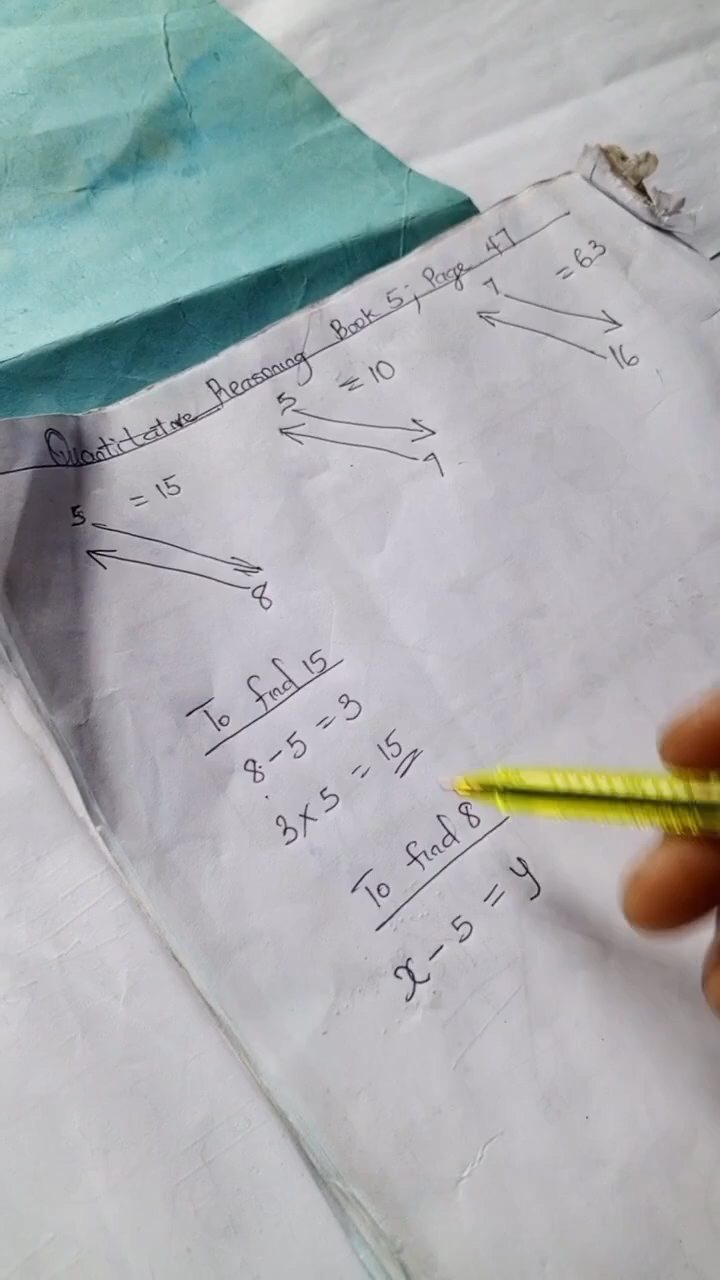 Quantitative Reasoning Book 5; Page 47
5 = 15
8
5 = 10
7
7 = 63
16
To find 15
8 - 5 = 3
3 x 5 = 15
To find 8
x - 5 = y